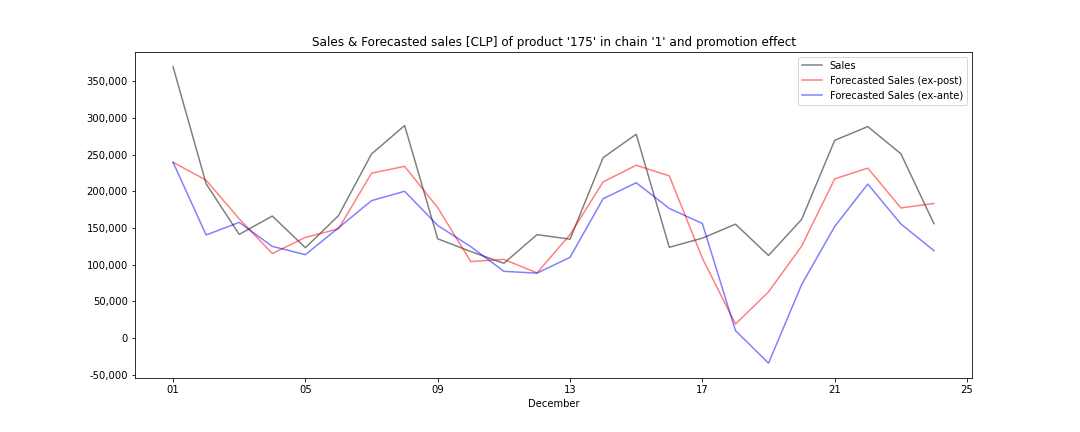 Sales & Forecasted sales [CLP] of product '175' in chain '1' and promotion effect
Sales
Forecasted Sales (ex-post)
Forecasted Sales (ex-ante)
350,000
300,000
250,000
200,000
150,000
100,000
50,000
0
-50,000
01 05 09 13 17 21 25
December